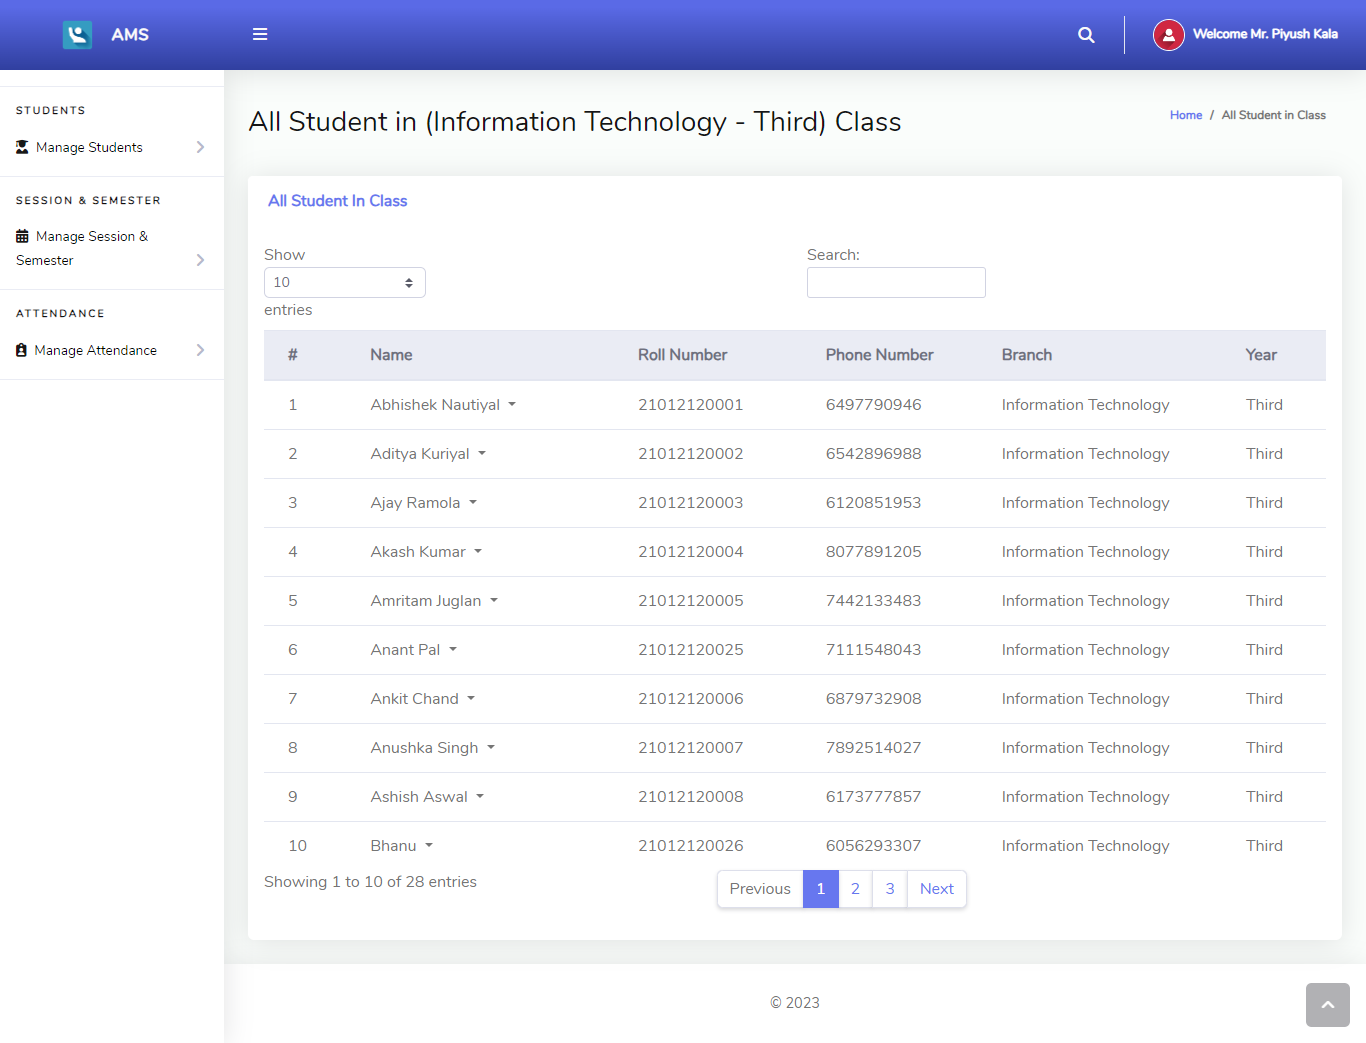 AMS
Welcome Mr. Piyush Kala
STUDENTS
Manage Students
SESSION & SEMESTER
Manage Session &
Semester
ATTENDANCE
Manage Attendance
All Student in (Information Technology - Third) Class
Home / All Student in Class
All Student In Class
Show
10
entries
Search:
# Name Roll Number Phone Number Branch Year
1 Abhishek Nautiyal 21012120001 6497790946 Information Technology Third
2 Aditya Kuriyal 21012120002 6542896988 Information Technology Third
3 Ajay Ramola 21012120003 6120851953 Information Technology Third
4 Akash Kumar 21012120004 8077891205 Information Technology Third
5 Amritam Juglan 21012120005 7442133483 Information Technology Third
6 Anant Pal 21012120025 7111548043 Information Technology Third
7 Ankit Chand 21012120006 6879732908 Information Technology Third
8 Anushka Singh 21012120007 7892514027 Information Technology Third
9 Ashish Aswal 21012120008 6173777857 Information Technology Third
10 Bhanu 21012120026 6056293307 Information Technology Third
Showing 1 to 10 of 28 entries
Previous 1 2 3 Next
© 2023